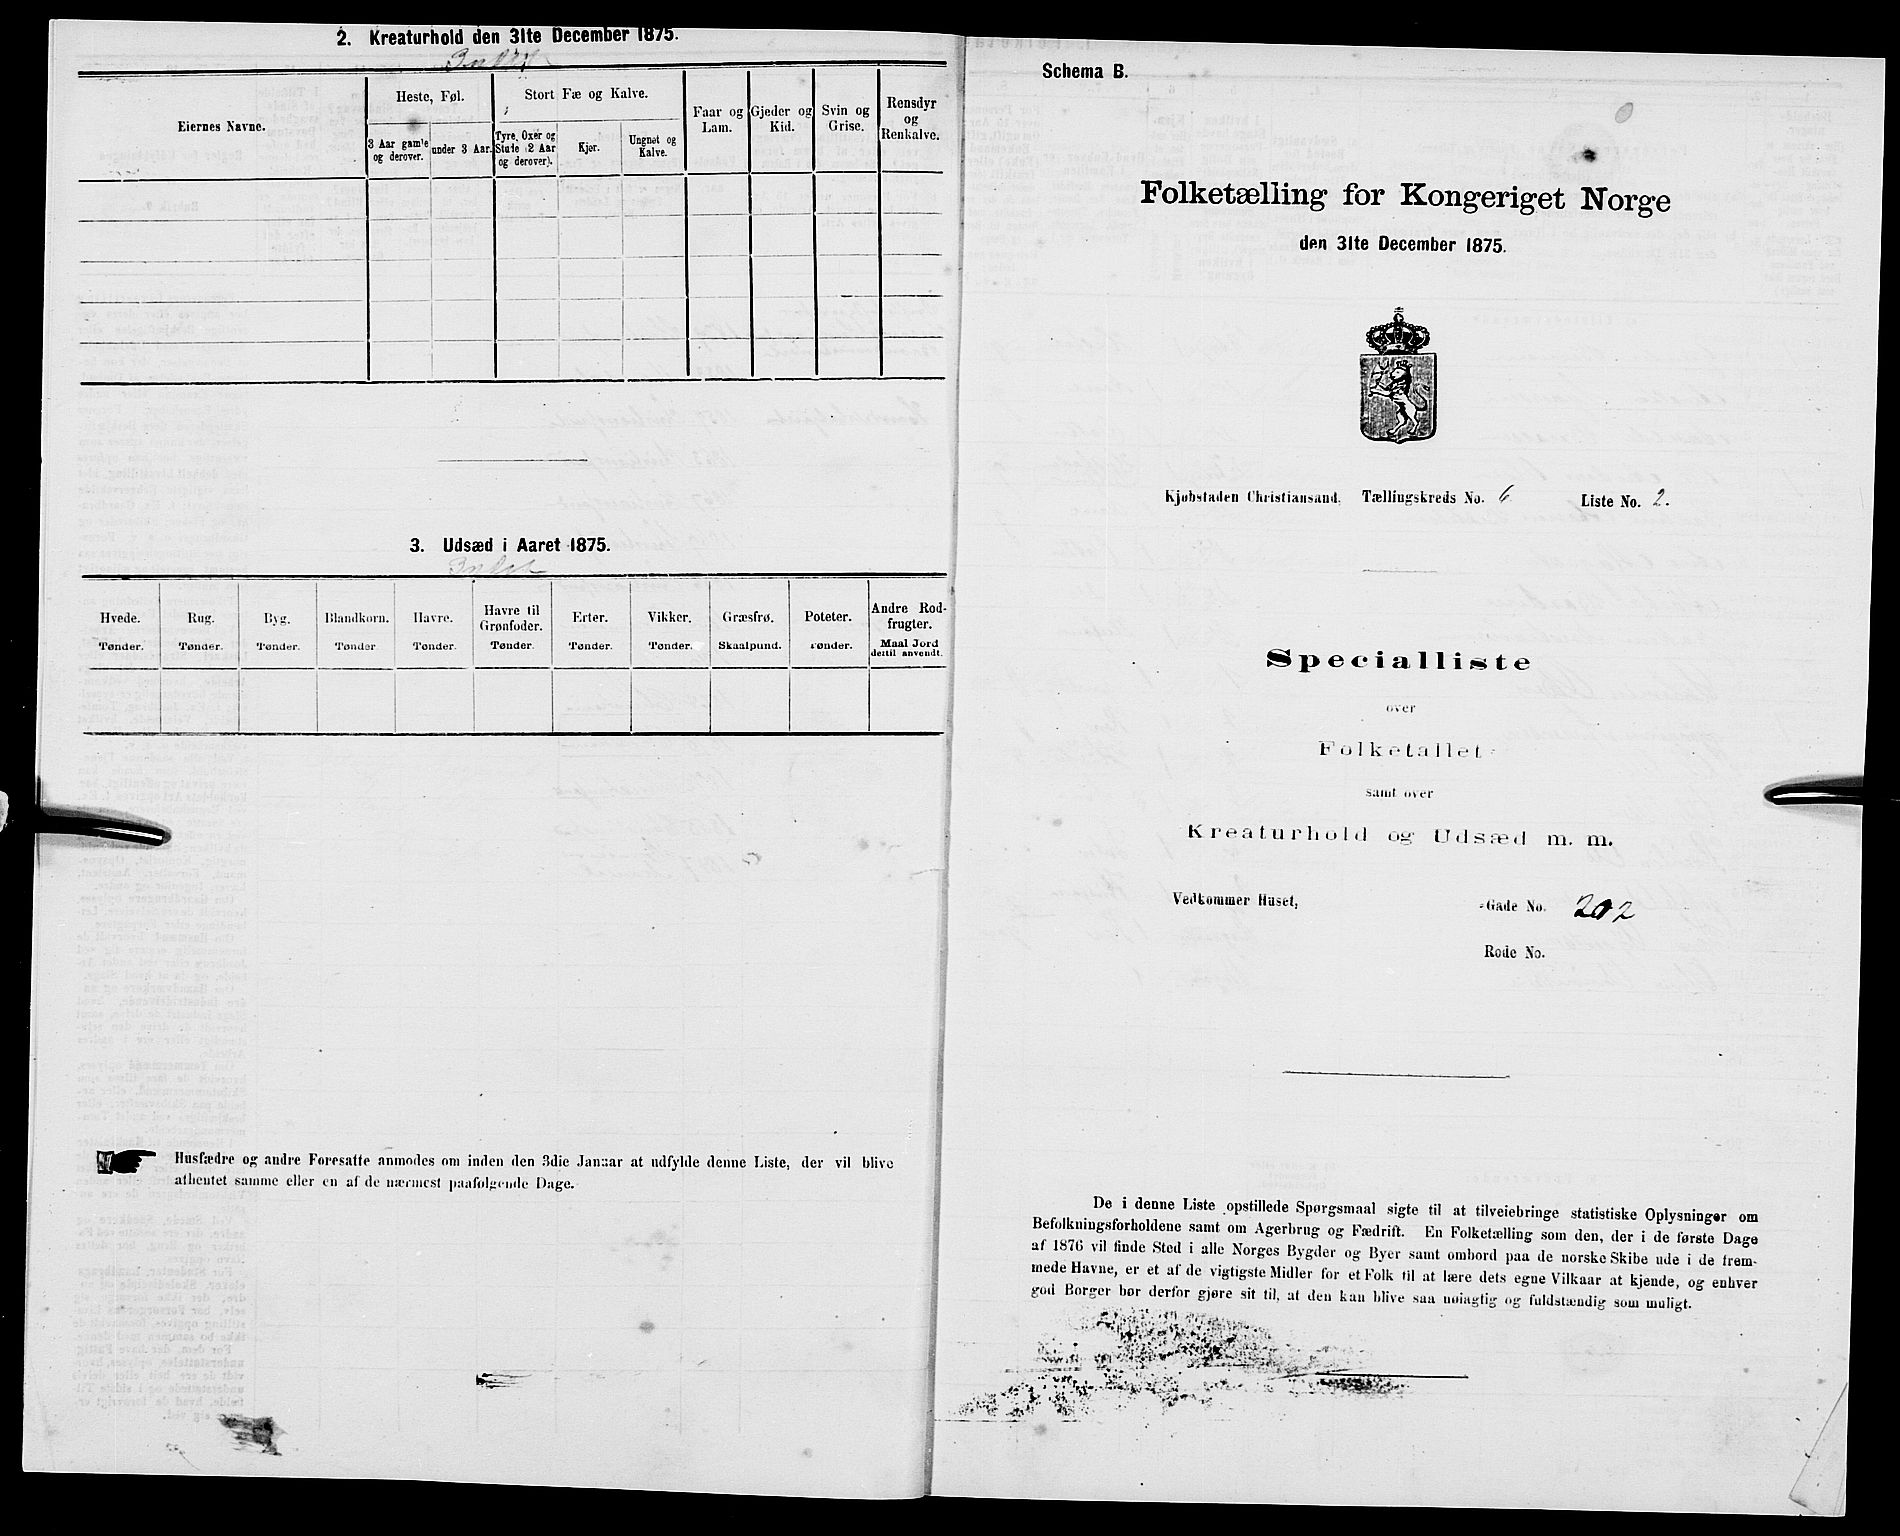 2. Kreaturhold den 31te December 1875.
Intet
Eiernes Navne.
Heste, Føl.
Stort Fæ og Kalve.
Faar og Lam.
Gjeder og Kid.
Svin og Grise.
Rensdyr og Renkalve.
3 Aar gamle og derover.
under 3 Aar.
Tyre, Oxer og Stute (2 Aar og derover).
Kjør.
Ungnøt og Kalve.
3. Udsæd i Aaret 1875.
Intet
Hvede. Rug. Byg. Blandkorn. Havre. Havre til Grønfoder. Erter. Vikker. Græsfrø. Poteter. Andre Rodfrugter.
Tønder. Tønder. Tønder. Tønder. Tønder. Tønder. Tønder. Tønder. Skaalpund. Tønder. Maal Jord dertil anvendt.
Husfædre og andre Foresatte anmodes om inden den 3die Januar at udfylde denne Liste, der vil blive
afhentet samme eller en af de nærmest paafølgende Dage.
Schema B.
Folketælling for Kongeriget Norge
den 31te December 1875.
Kjøbstaden Christiansand. Tællingskreds No. 6 Liste No. 2.
Specialliste
over
Folketallet
samt over
Kreaturhold og Udsæd m. m.
Vedkommer Huset, -Gade No. 202
Rode No.
De i denne Liste opstillede Spørgsmaal sigte til at tilveiebringe statistiske Oplysninger om
Befolkningsforholdene samt om Agerbrug og Fædrift. En Folketælling som den, der i de første Dage
af 1876 vil finde Sted i alle Norges Bygder og Byer samt ombord paa de norske Skibe ude i de frem-
mede Havne, er et af de vigtigste Midler for et Folk til at lære dets egne Vilkaar at kjende, og enhver
god Borger bør derfor gjøre sit til, at den kan blive saa nøiagtig og fuldstændig som muligt.